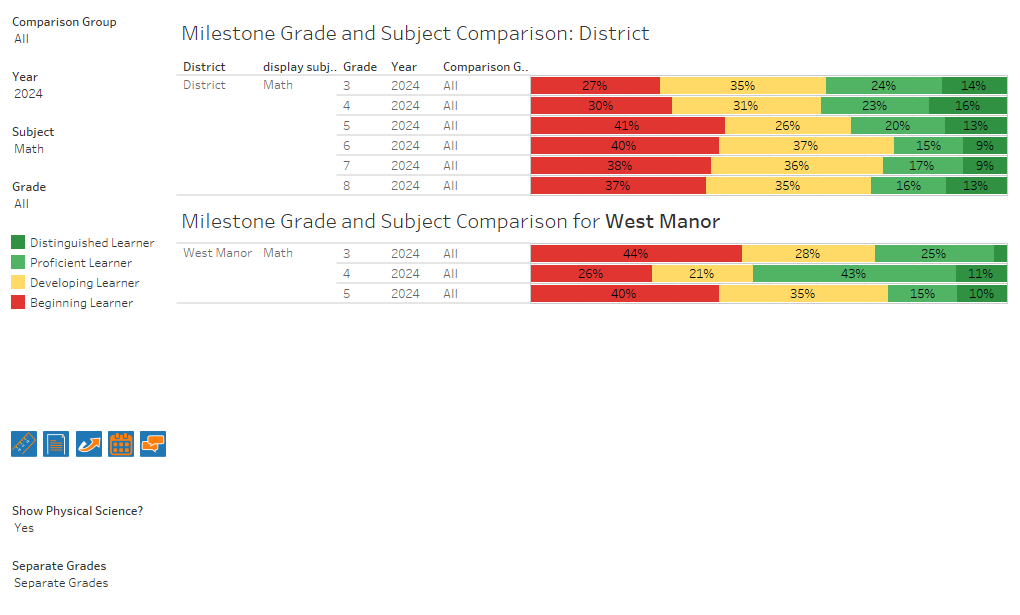 Comparison Group
All
Year
2024
Subject
Math
Grade
All
Distinguished Learner
Proficient Learner
Developing Learner
Beginning Learner
Show Physical Science?
Yes
Separate Grades
Separate Grades
Milestone Grade and Subject Comparison: District
District display subj.. Grade Year Comparison G..
District Math 3 2024 All 27% 35% 24% 14%
4 2024 All 30% 31% 23% 16%
5 2024 All 41% 26% 20% 13%
6 2024 All 40% 37% 15% 9%
7 2024 All 38% 36% 17% 9%
8 2024 All 37% 35% 16% 13%
Milestone Grade and Subject Comparison for West Manor
West Manor Math 3 2024 All 44% 28% 25%
4 2024 All 26% 21% 43% 11%
5 2024 All 40% 35% 15% 10%